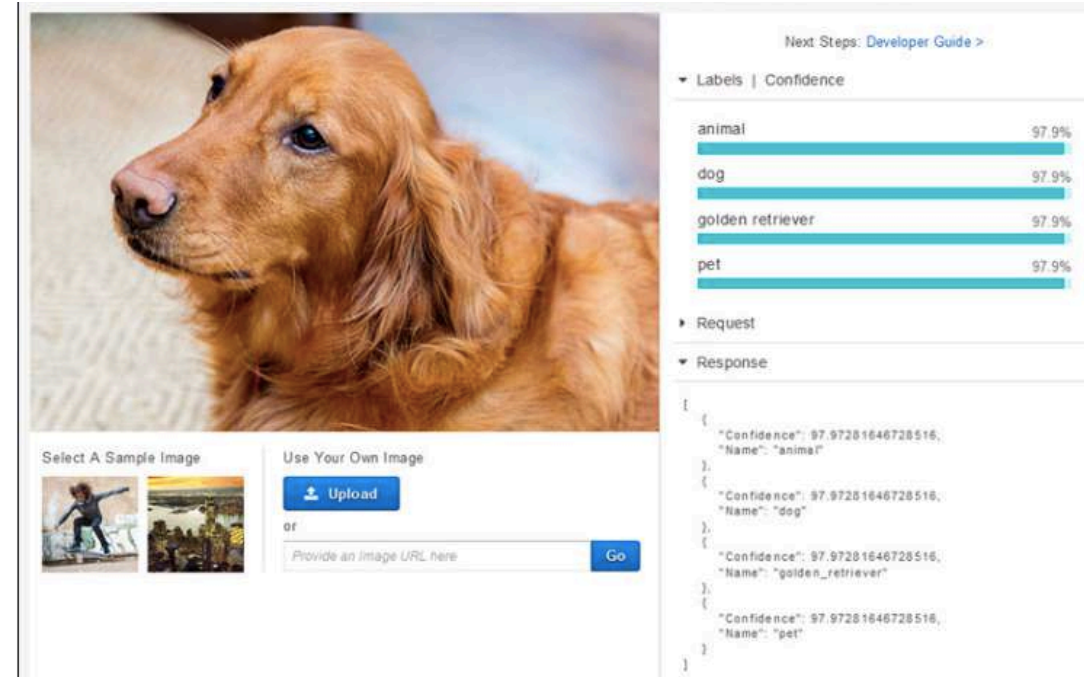 Select A Sample Image
Use Your Own Image
Upload
or
Provide an Image URL here
Go
Next Steps: Developer Guide >
Labels | Confidence
animal 97.9%
dog 97.9%
golden retriever 97.9%
pet 97.9%
Request
Response
[
{
"Confidence": 97.97281646728516,
"Name": "animal"
},
{
"Confidence": 97.97281646728516,
"Name": "dog"
},
{
"Confidence": 97.97281646728516,
"Name": "golden_retriever"
},
{
"Confidence": 97.97281646728516,
"Name": "pet"
}
]